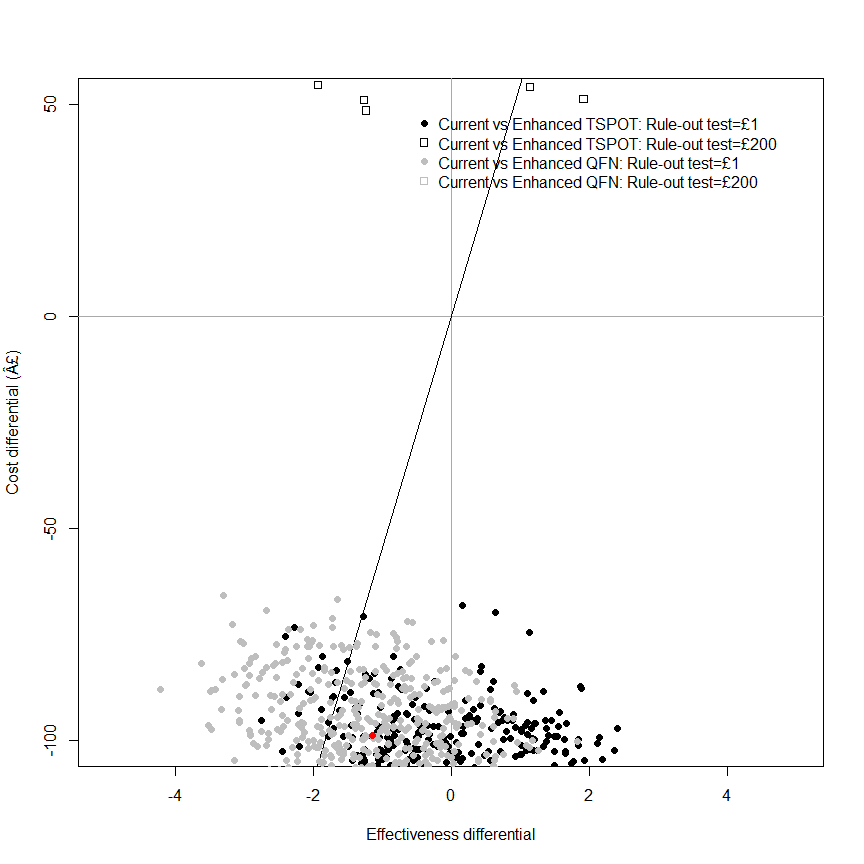 50
0
-50
-100
Cost differential (Â£)
Current vs Enhanced TSPOT: Rule-out test=£1
Current vs Enhanced TSPOT: Rule-out test=£200
Current vs Enhanced QFN: Rule-out test=£1
Current vs Enhanced QFN: Rule-out test=£200
-4 -2 0 2 4
Effectiveness differential